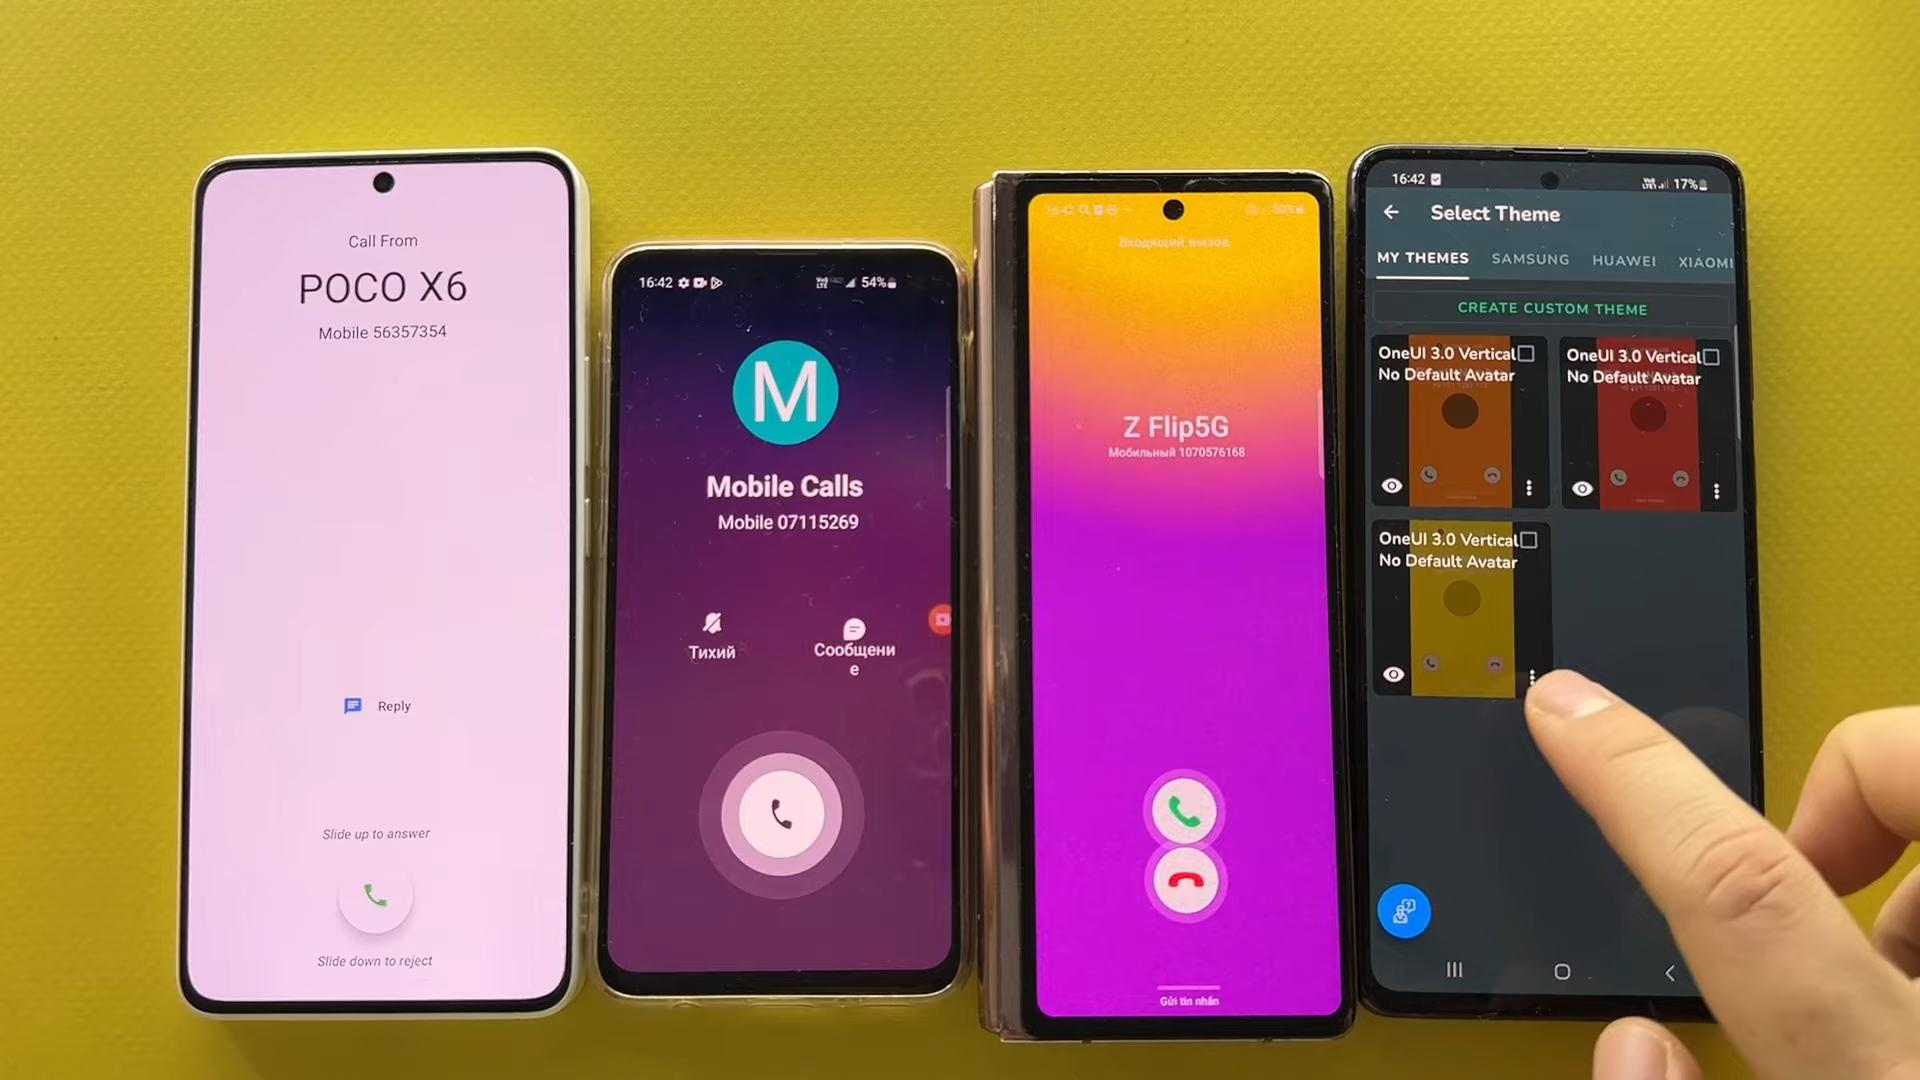 Call From
POCO X6
Mobile 56357354
Reply
Slide up to answer
Slide down to reject
16:42
54%
M
Mobile Calls
Mobile 07115269
Тихий
Сообщени
е
16:42
Входящий вызов
Z Flip5G
Мобильный 1070576168
Gửi tin nhắn
16:42
17%
Select Theme
MY THEMES SAMSUNG HUAWEI XIAOMI
CREATE CUSTOM THEME
OneUI 3.0 Vertical
No Default Avatar
OneUI 3.0 Vertical
No Default Avatar
OneUI 3.0 Vertical
No Default Avatar